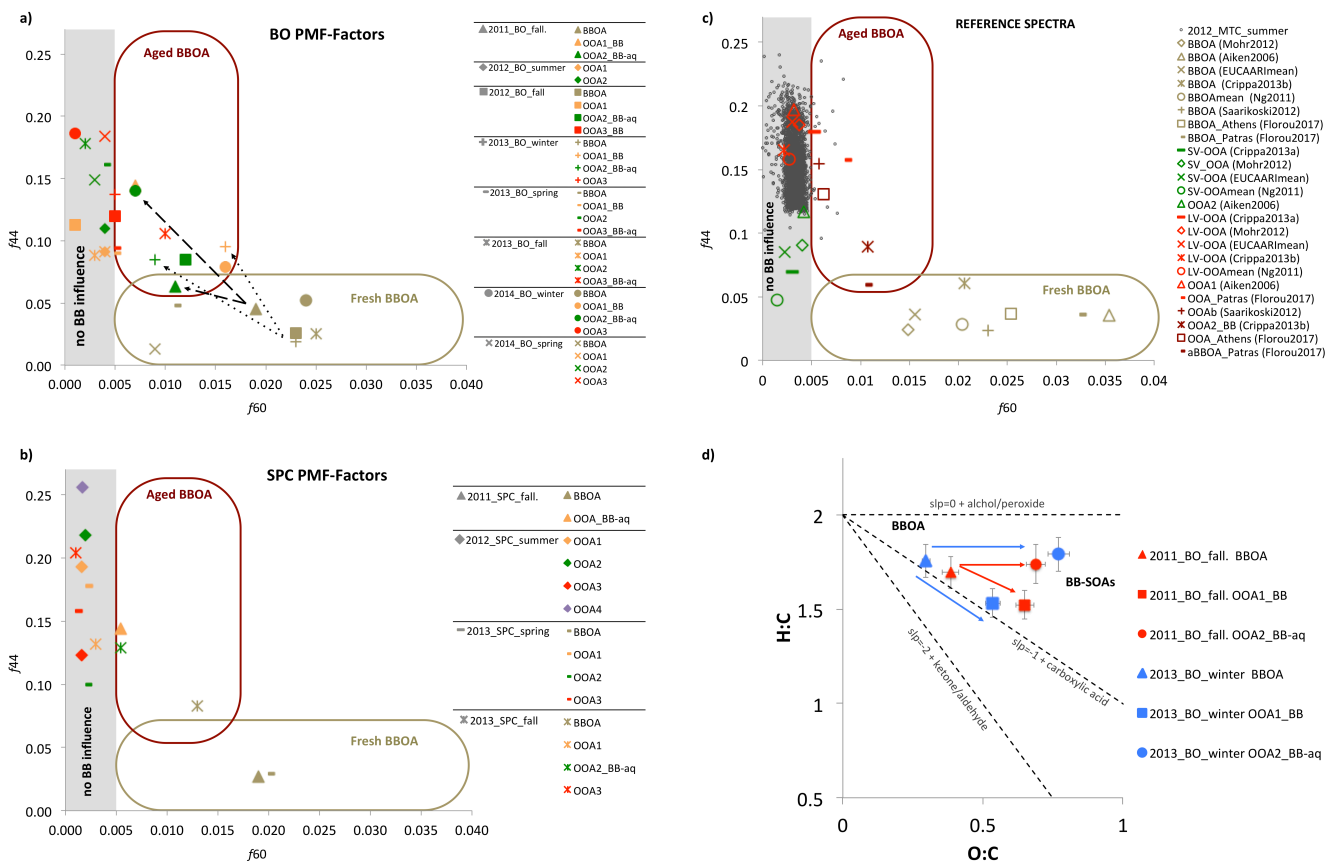 a)
BO PMF-Factors
Aged BBOA
Fresh BBOA
no BB influence
f44
0.25
0.20
0.15
0.10
0.05
0.00
0.000 0.005 0.010 0.015 0.020 0.025 0.030 0.035 0.040
f60
2011_BO_fall.
BBOA
OOA1_BB
OOA2_BB-aq
2012_BO_summer
OOA1
OOA2
2012_BO_fall
BBOA
OOA1
OOA2_BB-aq
OOA3_BB
2013_BO_winter
BBOA
OOA1_BB
OOA2_BB-aq
OOA3
2013_BO_spring
BBOA
OOA1_BB
OOA2
OOA3_BB-aq
2013_BO_fall
BBOA
OOA1
OOA2
OOA3_BB-aq
2014_BO_winter
BBOA
OOA1_BB
OOA2_BB-aq
OOA3
2014_BO_spring
BBOA
OOA1
OOA2
OOA3
b)
SPC PMF-Factors
Aged BBOA
Fresh BBOA
no BB influence
f44
0.25
0.20
0.15
0.10
0.05
0.00
0.000 0.005 0.010 0.015 0.020 0.025 0.030 0.035 0.040
f60
2011_SPC_fall.
BBOA
OOA_BB-aq
2012_SPC_summer
OOA1
OOA2
OOA3
OOA4
2013_SPC_spring
BBOA
OOA1
OOA2
OOA3
2013_SPC_fall
BBOA
OOA1
OOA2_BB-aq
OOA3
c)
REFERENCE SPECTRA
Aged BBOA
Fresh BBOA
no BB influence
f44
0.25
0.2
0.15
0.1
0.05
0
0 0.005 0.01 0.015 0.02 0.025 0.03 0.035 0.04
f60
2012_MTC_summer
BBOA (Mohr2012)
BBOA (Aiken2006)
BBOA (EUCAARImean)
BBOA (Crippa2013b)
BBOAmean (Ng2011)
BBOA (Saarikoski2012)
BBOA_Athens (Florou2017)
BBOA_Patras (Florou2017)
SV-OOA (Crippa2013a)
SV_OOA (Mohr2012)
SV-OOA (EUCAARImean)
SV-OOAmean (Ng2011)
OOA2 (Aiken2006)
LV-OOA (Crippa2013a)
LV-OOA (Mohr2012)
LV-OOA (EUCAARImean)
LV-OOA (Crippa2013b)
LV-OOAmean (Ng2011)
OOA1 (Aiken2006)
OOA_Patras (Florou2017)
OOAb (Saarikoski2012)
OOA2_BB (Crippa2013b)
OOA_Athens (Florou2017)
aBBOA_Patras (Florou2017)
d)
slp=0 + alchol/peroxide
BBOA
BB-SOAs
slp=-1 + carboxylic acid
slp=-2 + ketone/aldehyde
H:C
2
1.5
1
0.5
0 0.5 1
O:C
2011_BO_fall. BBOA
2011_BO_fall. OOA1_BB
2011_BO_fall. OOA2_BB-aq
2013_BO_winter BBOA
2013_BO_winter OOA1_BB
2013_BO_winter OOA2_BB-aq